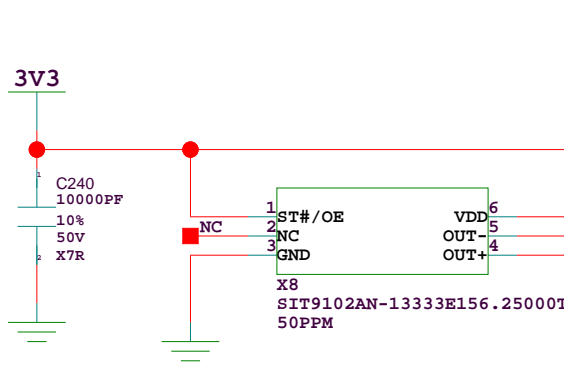 3V3
1
C240
10000PF
10%
50V
X7R
2
NC
1
ST#/OE
VDD
6
2
NC
OUT-
5
3
GND
OUT+
4
X8
SIT9102AN-13333E156.25000T
50PPM